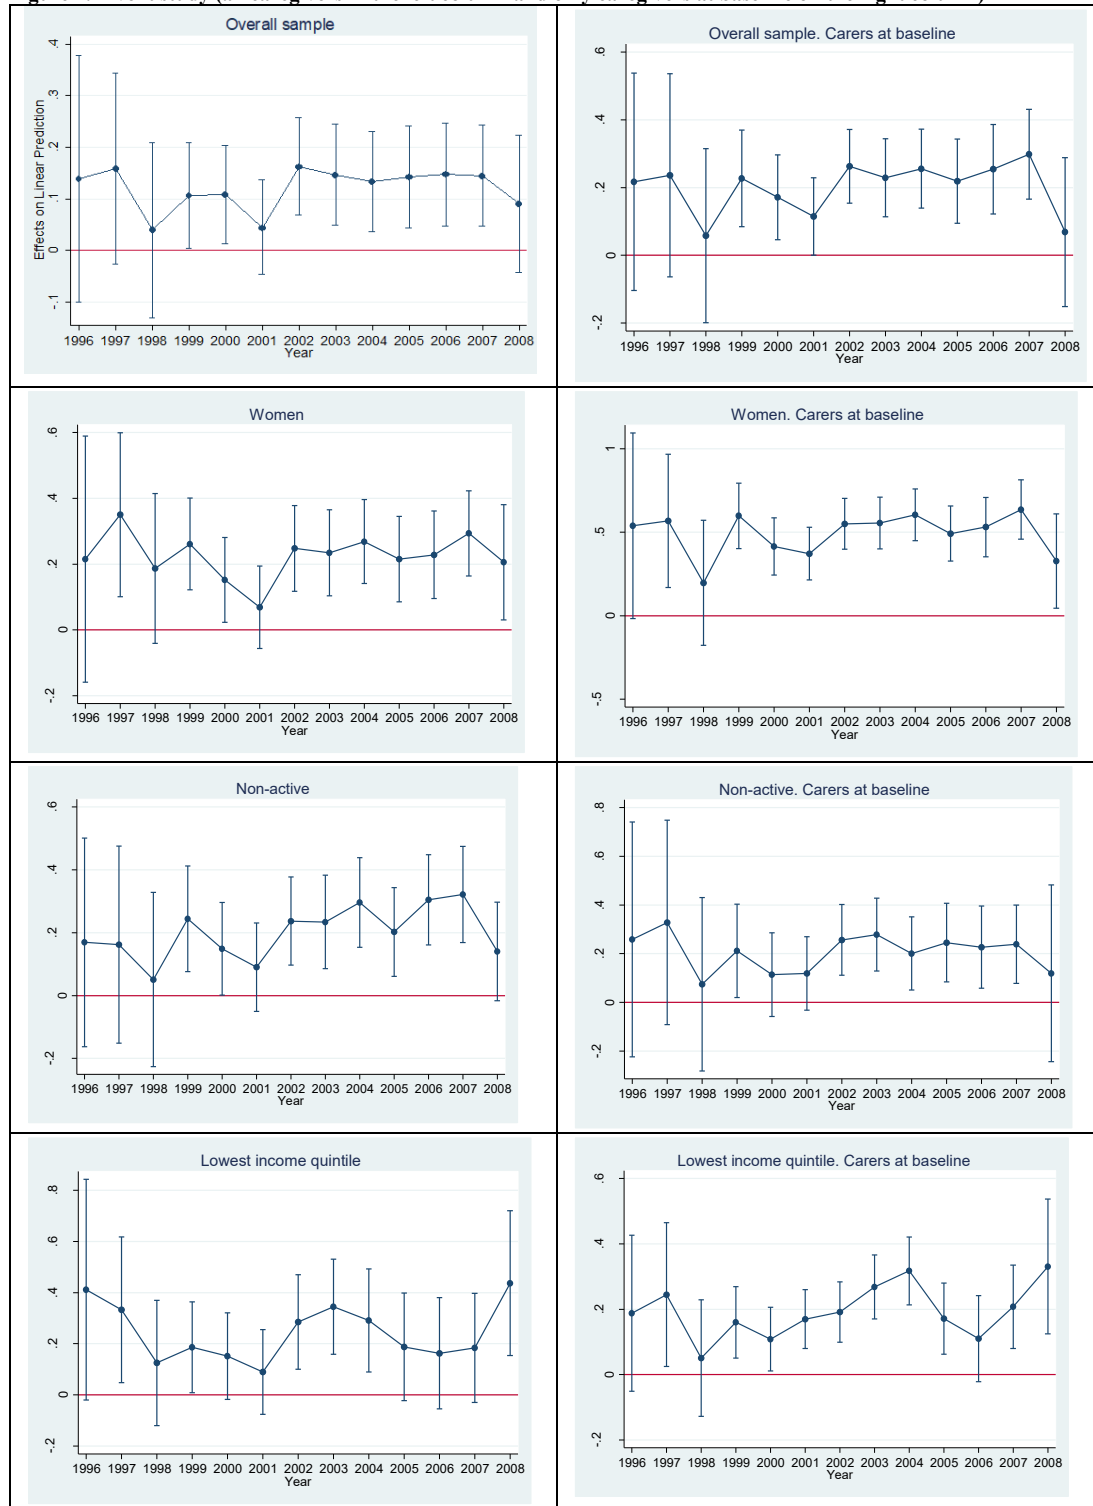 Overall sample
.4
.3
.2
.1
0
-.1
Effects on Linear Prediction
1996 1997 1998 1999 2000 2001 2002 2003 2004 2005 2006 2007 2008
Year
Overall sample. Carers at baseline
.6
.4
.2
0
-.2
1996 1997 1998 1999 2000 2001 2002 2003 2004 2005 2006 2007 2008
Year
Women
.6
.4
.2
0
-.2
1996 1997 1998 1999 2000 2001 2002 2003 2004 2005 2006 2007 2008
Year
Women. Carers at baseline
1
.5
0
-.5
1996 1997 1998 1999 2000 2001 2002 2003 2004 2005 2006 2007 2008
Year
Non-active
.6
.4
.2
0
-.2
1996 1997 1998 1999 2000 2001 2002 2003 2004 2005 2006 2007 2008
Year
Non-active. Carers at baseline
.8
.6
.4
.2
0
-.2
1996 1997 1998 1999 2000 2001 2002 2003 2004 2005 2006 2007 2008
Year
Lowest income quintile
.8
.6
.4
.2
0
-.2
1996 1997 1998 1999 2000 2001 2002 2003 2004 2005 2006 2007 2008
Year
Lowest income quintile. Carers at baseline
.6
.4
.2
0
-.2
1996 1997 1998 1999 2000 2001 2002 2003 2004 2005 2006 2007 2008
Year